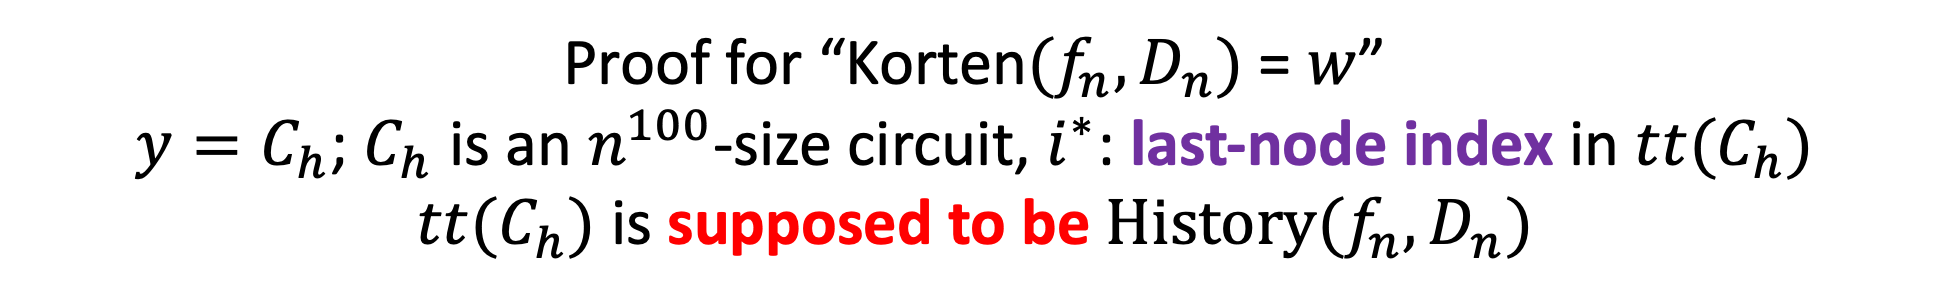 Proof for “Korten(𝑓ₙ, 𝐷ₙ) = 𝑤”
𝑦 = 𝐶ₕ; 𝐶ₕ is an 𝑛¹⁰⁰-size circuit, 𝑖*: last-node index in 𝑡𝑡(𝐶ₕ)
𝑡𝑡(𝐶ₕ) is supposed to be History(𝑓ₙ, 𝐷ₙ)